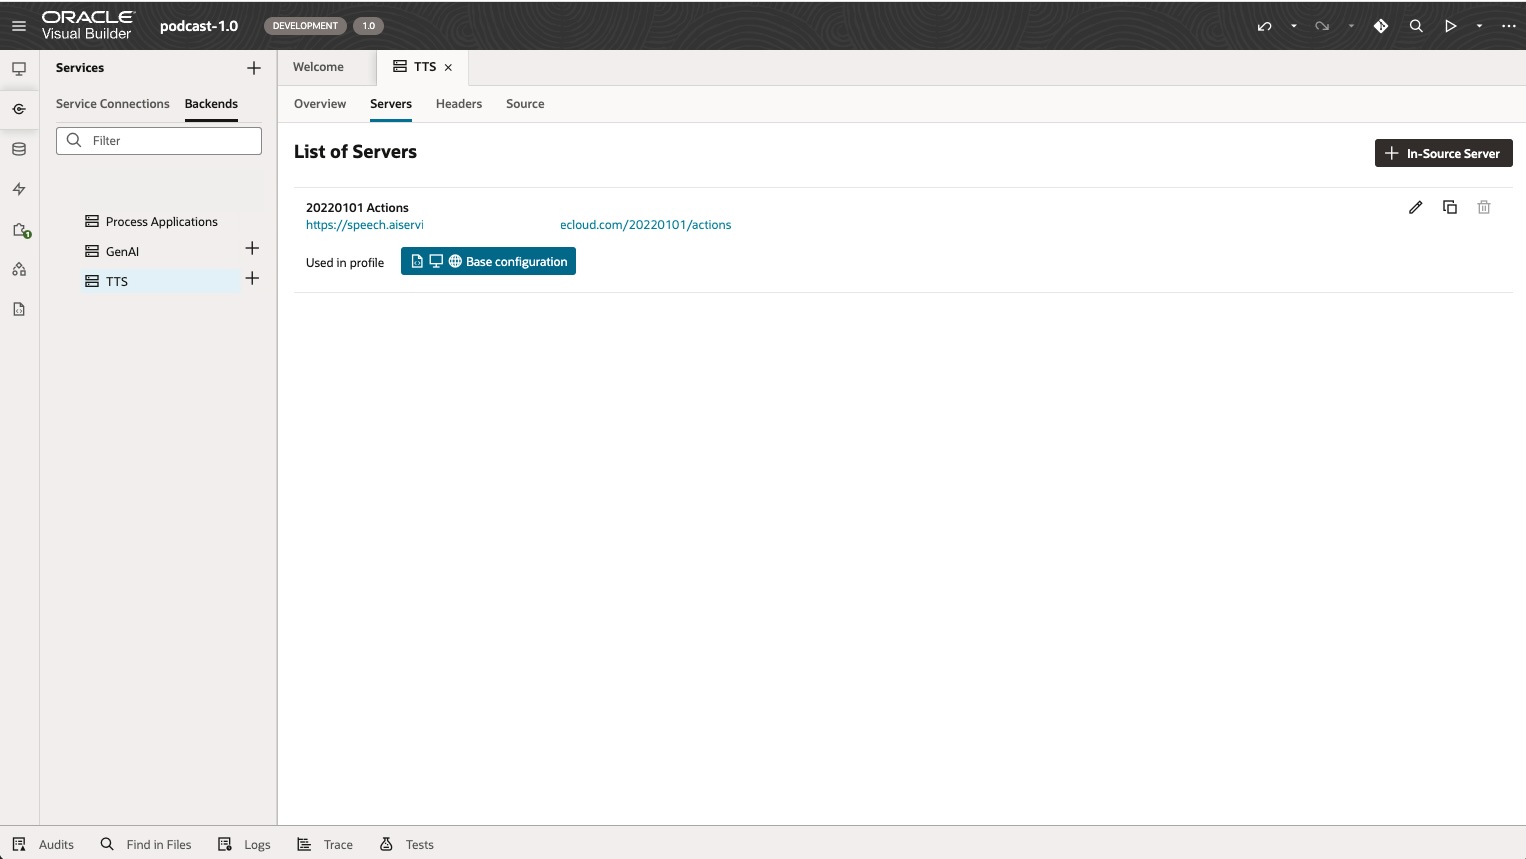 ORACLE
Visual Builder
podcast-1.0
DEVELOPMENT
1.0
Services
Welcome
TTS
Service Connections
Backends
Overview
Servers
Headers
Source
Filter
List of Servers
In-Source Server
20220101 Actions
https://speech.aiservi ecloud.com/20220101/actions
Used in profile
Base configuration
Process Applications
GenAI
TTS
1
Audits
Find in Files
Logs
Trace
Tests